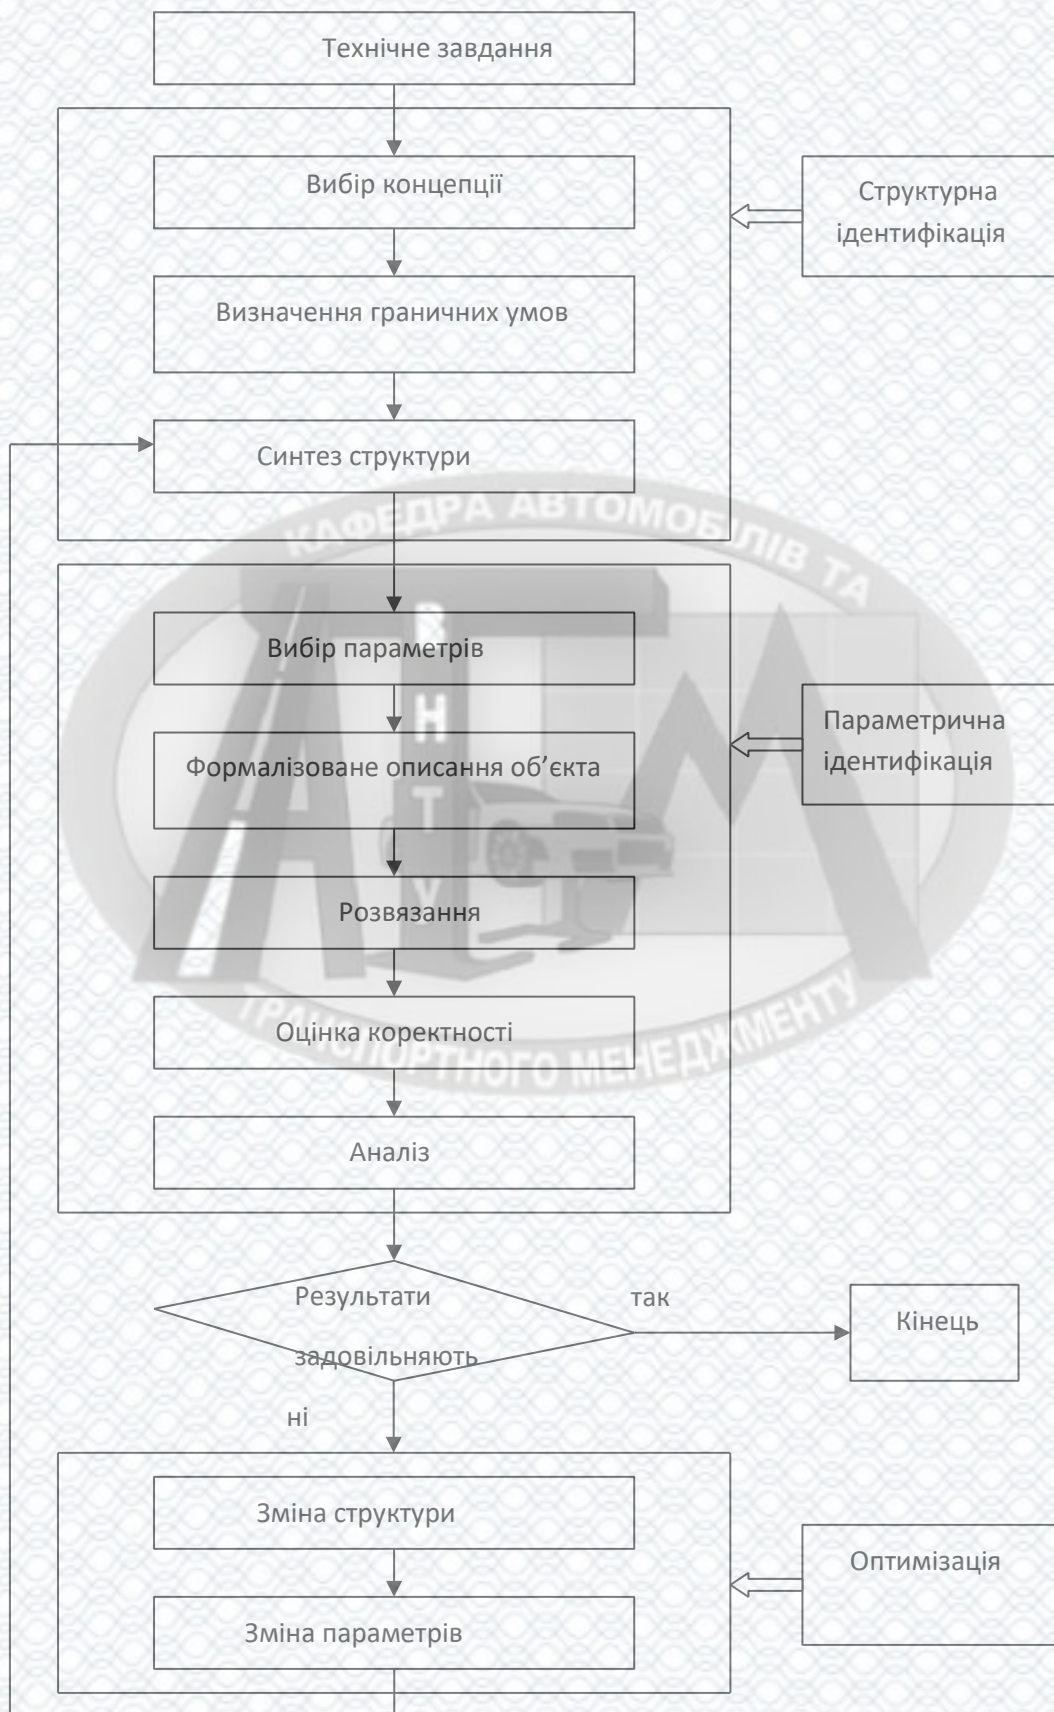 Технічне завдання
Вибір концепції
Структурна
ідентифікація
Визначення граничних умов
Синтез структури
КАФЕДРА АВТОМОБІЛІВ ТА
ВНТУ
Вибір параметрів
Параметрична
ідентифікація
Формалізоване описання об’єкта
Розвязання
Оцінка коректності
ТРАНСПОРТНОГО МЕНЕДЖМЕНТУ
Аналіз
Результати
задовільняють
так
Кінець
ні
Зміна структури
Оптимізація
Зміна параметрів